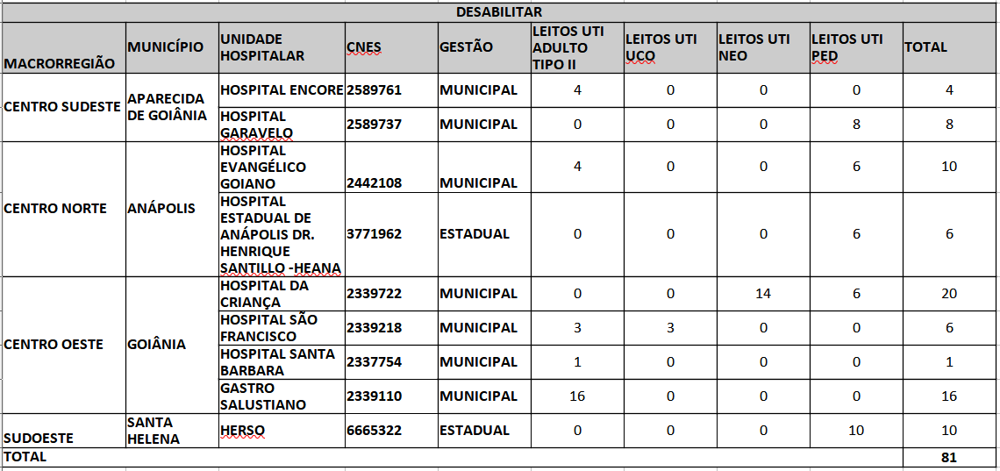 DESABILITAR
MACRORREGIÃO MUNICÍPIO UNIDADE HOSPITALAR CNES GESTÃO LEITOS UTI ADULTO TIPO II LEITOS UTI UCO LEITOS UTI NEO LEITOS UTI PED TOTAL
CENTRO SUDESTE APARECIDA DE GOIÂNIA HOSPITAL ENCORE 2589761 MUNICIPAL 4 0 0 0 4
HOSPITAL GARAVELO 2589737 MUNICIPAL 0 0 0 8 8
CENTRO NORTE ANÁPOLIS HOSPITAL EVANGÉLICO GOIANO 2442108 MUNICIPAL 4 0 0 6 10
HOSPITAL ESTADUAL DE ANÁPOLIS DR. HENRIQUE SANTILLO -HEANA 3771962 ESTADUAL 0 0 0 6 6
CENTRO OESTE GOIÂNIA HOSPITAL DA CRIANÇA 2339722 MUNICIPAL 0 0 14 6 20
HOSPITAL SÃO FRANCISCO 2339218 MUNICIPAL 3 3 0 0 6
HOSPITAL SANTA BARBARA 2337754 MUNICIPAL 1 0 0 0 1
GASTRO SALUSTIANO 2339110 MUNICIPAL 16 0 0 0 16
SUDOESTE SANTA HELENA HERSO 6665322 ESTADUAL 0 0 0 10 10
TOTAL 81